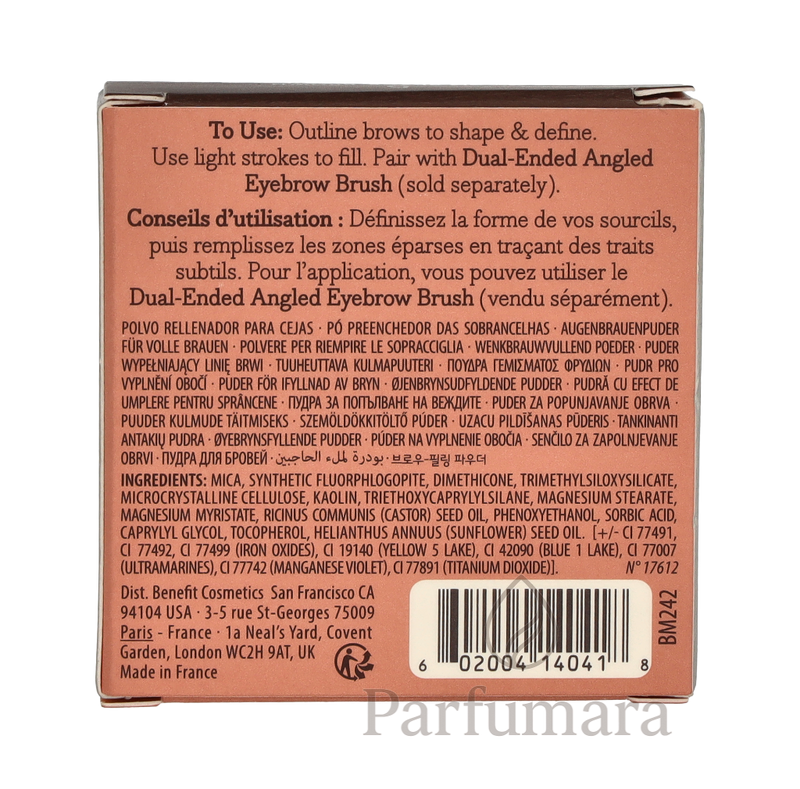 To Use: Outline brows to shape & define.
Use light strokes to fill. Pair with Dual-Ended Angled
Eyebrow Brush (sold separately).
Conseils d'utilisation : Définissez la forme de vos sourcils,
puis remplissez les zones éparses en traçant des traits
subtils. Pour l'application, vous pouvez utiliser le
Dual-Ended Angled Eyebrow Brush (vendu séparément).
POLVO RELLENADOR PARA CEJAS · PÓ PREENCHEDOR DAS SOBRANCELHAS · AUGENBRAUENPUDER
FÜR VOLLE BRAUEN · POLVERE PER RIEMPIRE LE SOPRACCIGLIA · WENKBRAUWVULLEND POEDER · PUDER
WYPEŁNIAJĄCY LINIĘ BRWI · TUUHEUTTAVA KULMAPUUTERI · ΠΟΥΔΡΑ ΓΕΜΙΣΜΑΤΟΣ ΦΡΥΔΙΩΝ · PUDR PRO
VYPLNĚNÍ OBOČÍ · PUDER FÖR IFYLLNAD AV BRYN · ØJENBRYNSUDFYLDENDE PUDDER · PUDRĂ CU EFECT DE
UMPLERE PENTRU SPRÂNCENE · ПУДРА ЗА ПОПЪЛВАНЕ НА ВЕЖДИТЕ · PUDER ZA POPUNJAVANJE OBRVA ·
PUUDER KULMUDE TÄITMISEKS · SZEMÖLDÖKKITÖLTŐ PÚDER · UZACU PILDĪŠANAS PŪDERIS · TANKINANTI
ANTAKIŲ PUDRA · ØYEBRYNSFYLLENDE PUDDER · PÚDER NA VYPLNENIE OBOČIA · SENČILO ZA ZAPOLNJEVANJE
OBRVI · ПУДРА ДЛЯ БРОВЕЙ · بودرة لملء الحاجبين · 브로우-필링 파우더
INGREDIENTS: MICA, SYNTHETIC FLUORPHLOGOPITE, DIMETHICONE, TRIMETHYLSILOXYSILICATE,
MICROCRYSTALLINE CELLULOSE, KAOLIN, TRIETHOXYCAPRYLYLSILANE, MAGNESIUM STEARATE,
MAGNESIUM MYRISTATE, RICINUS COMMUNIS (CASTOR) SEED OIL, PHENOXYETHANOL, SORBIC ACID,
CAPRYLYL GLYCOL, TOCOPHEROL, HELIANTHUS ANNUUS (SUNFLOWER) SEED OIL. [+/- CI 77491,
CI 77492, CI 77499 (IRON OXIDES), CI 19140 (YELLOW 5 LAKE), CI 42090 (BLUE 1 LAKE), CI 77007
(ULTRAMARINES), CI 77742 (MANGANESE VIOLET), CI 77891 (TITANIUM DIOXIDE)]. N° 17612
Dist. Benefit Cosmetics San Francisco CA
94104 USA · 3-5 rue St-Georges 75009
Paris - France · 1a Neal's Yard, Covent
Garden, London WC2H 9AT, UK
Made in France
6 02004 14041 8
BM242
Parfumara